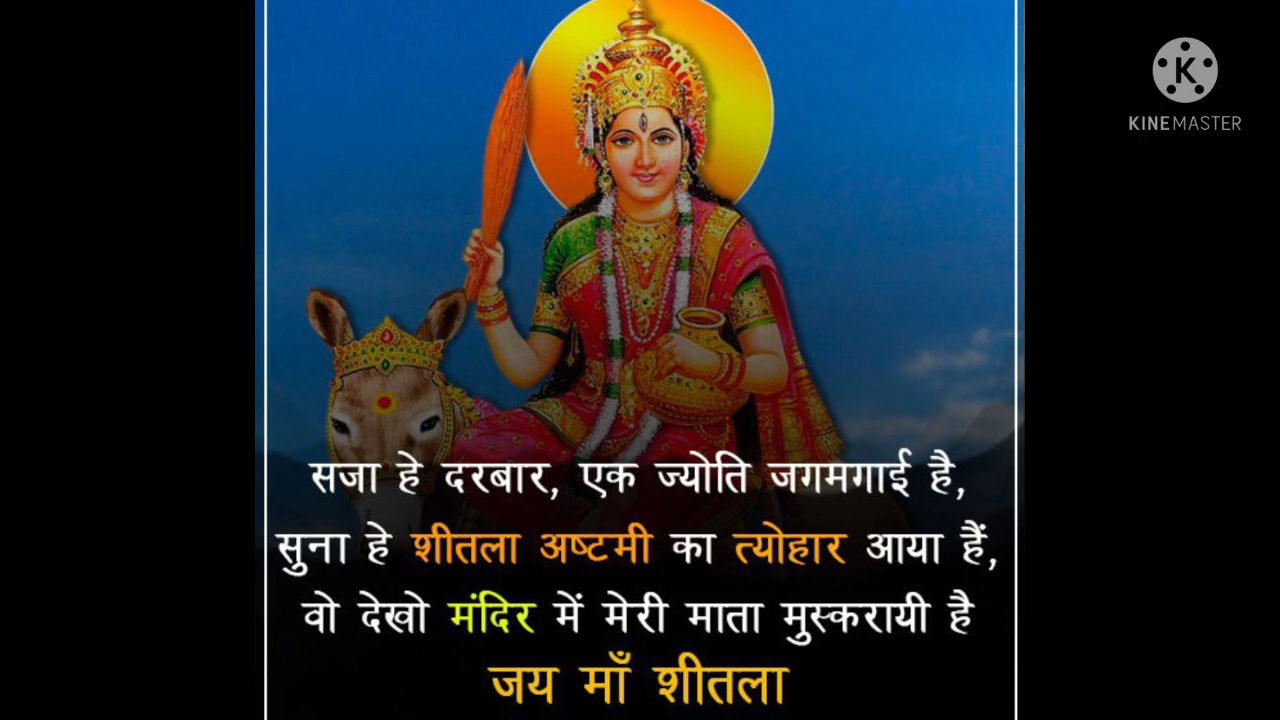 KINEMASTER
सजा हे दरबार, एक ज्योति जगमगाई है,
सुना हे शीतला अष्टमी का त्योहार आया हैं,
वो देखो मंदिर में मेरी माता मुस्करायी है
जय माँ शीतला